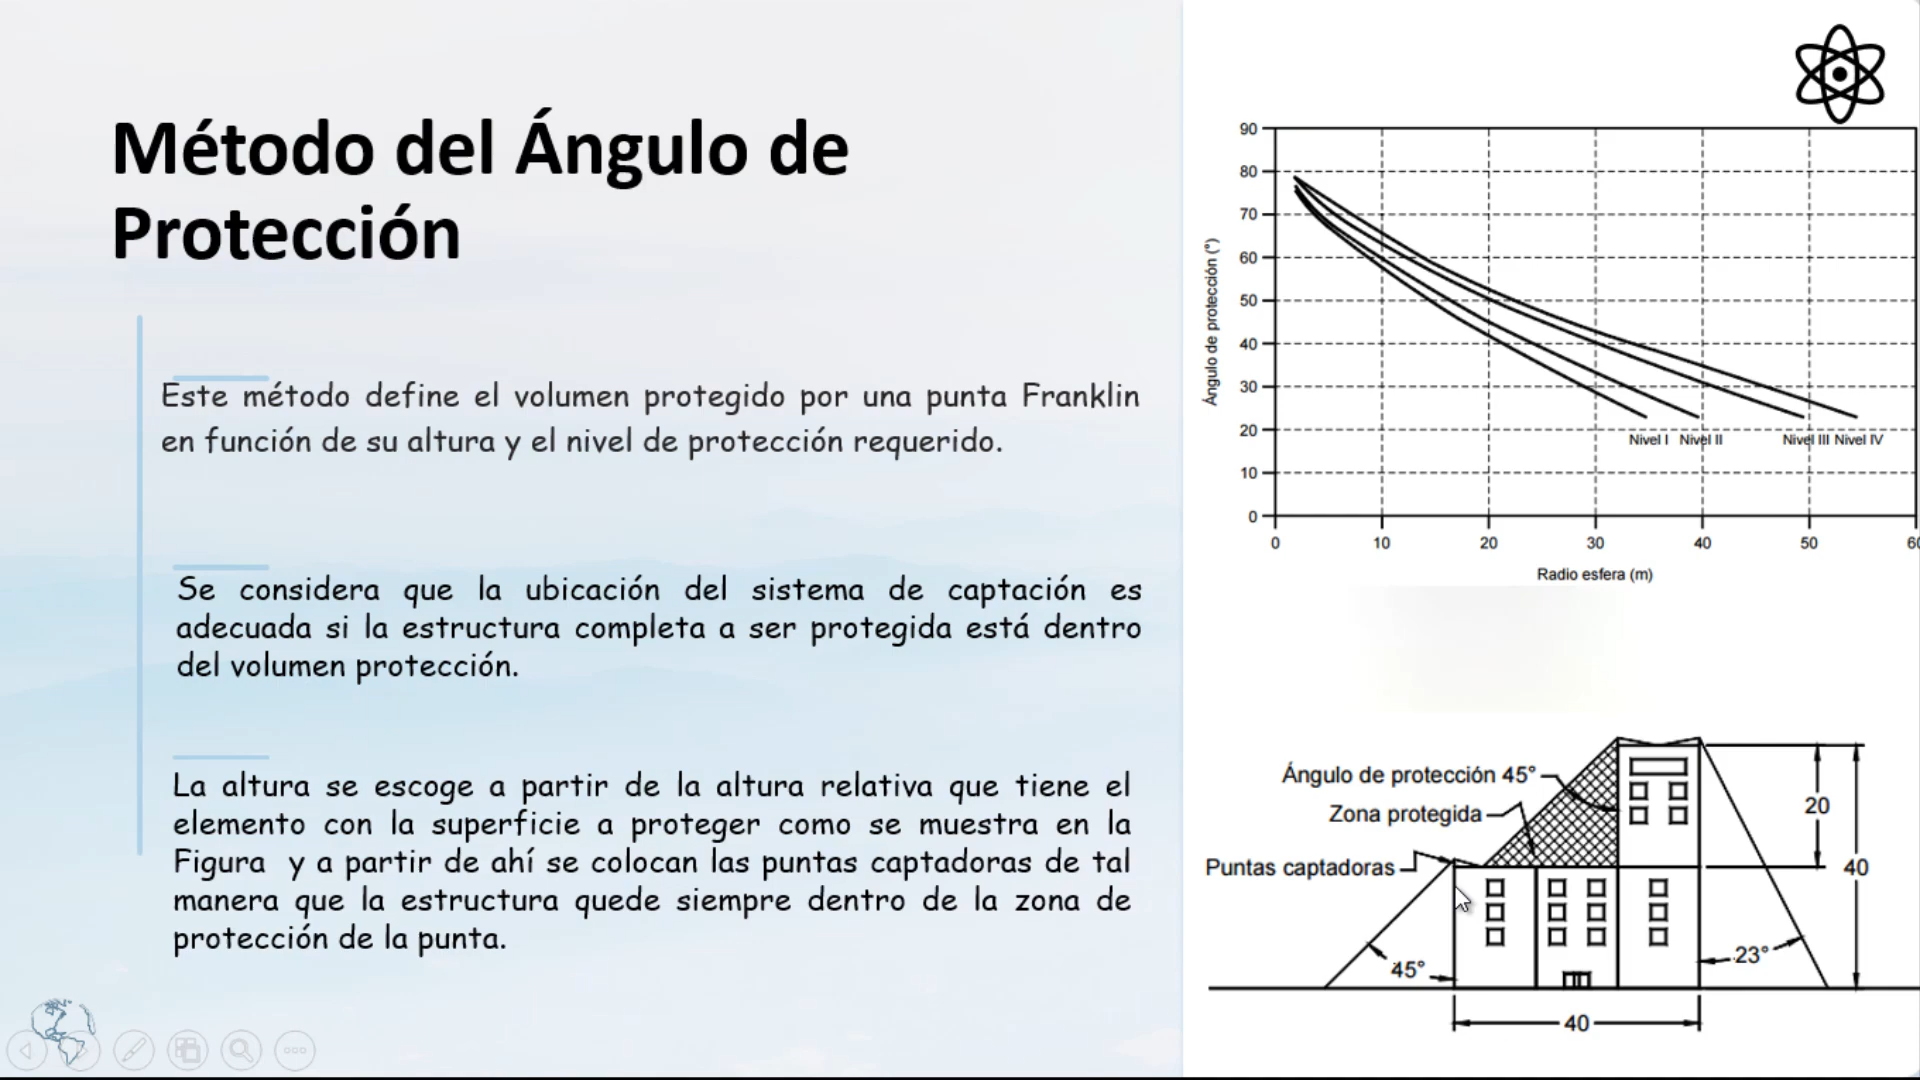 Método del Ángulo de
Protección
Este método define el volumen protegido por una punta Franklin
en función de su altura y el nivel de protección requerido.
Se considera que la ubicación del sistema de captación es
adecuada si la estructura completa a ser protegida está dentro
del volumen protección.
La altura se escoge a partir de la altura relativa que tiene el
elemento con la superficie a proteger como se muestra en la
Figura y a partir de ahí se colocan las puntas captadoras de tal
manera que la estructura quede siempre dentro de la zona de
protección de la punta.
90
80
70
60
50
40
30
20
10
0
Ángulo de protección (°)
Nivel I Nivel II Nivel III Nivel IV
0 10 20 30 40 50 60
Radio esfera (m)
Ángulo de protección 45°
Zona protegida
Puntas captadoras
20
40
45°
23°
40